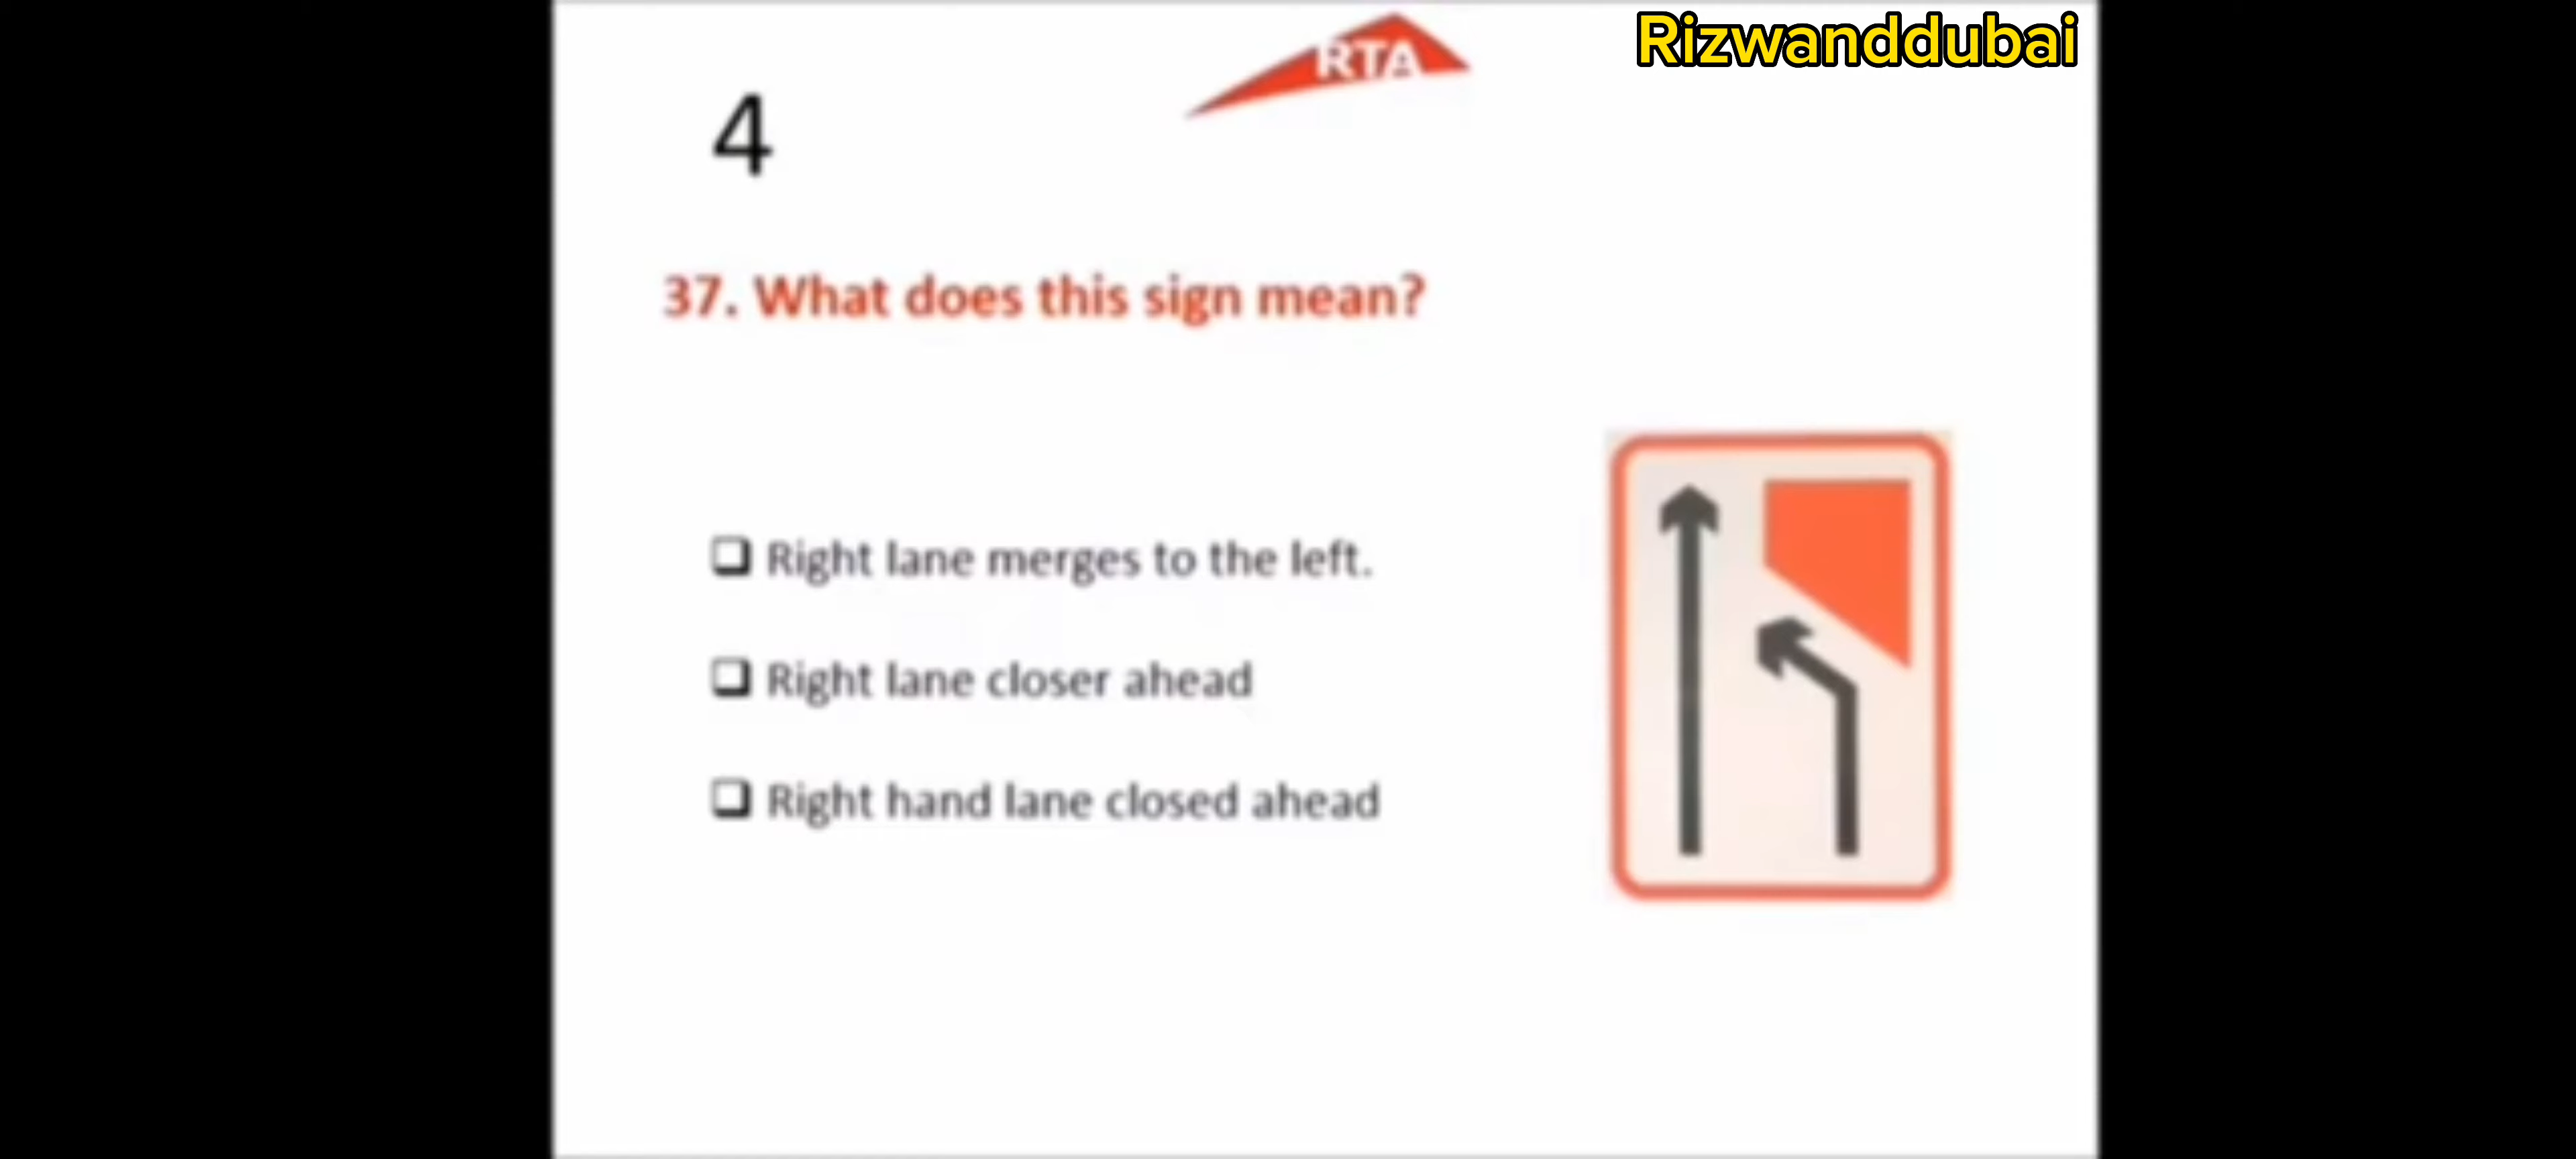 RTA
Rizwanddubai
4
37. What does this sign mean?
❑ Right lane merges to the left.
❑ Right lane closer ahead
❑ Right hand lane closed ahead